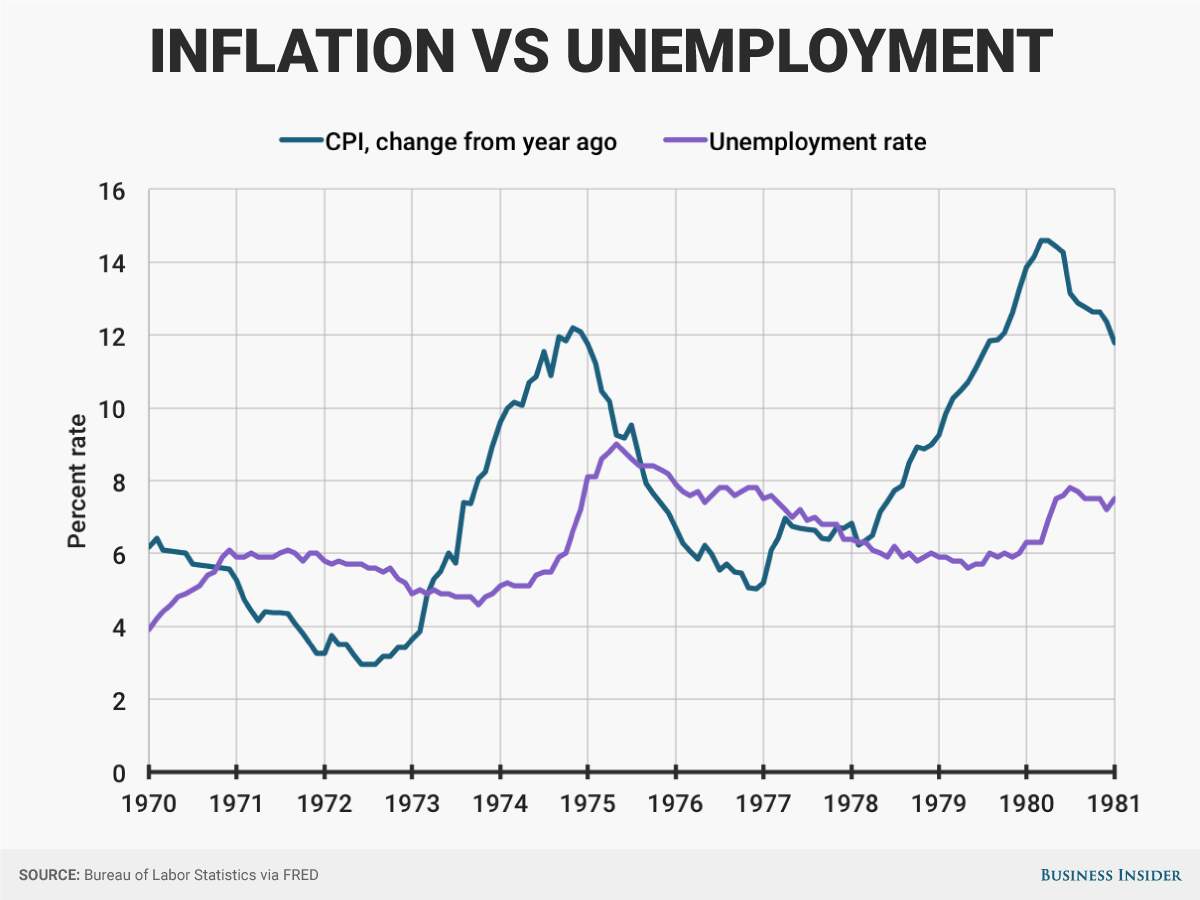 INFLATION VS UNEMPLOYMENT
CPI, change from year ago Unemployment rate
Percent rate
16
14
12
10
8
6
4
2
0
1970 1971 1972 1973 1974 1975 1976 1977 1978 1979 1980 1981
SOURCE: Bureau of Labor Statistics via FRED BUSINESS INSIDER